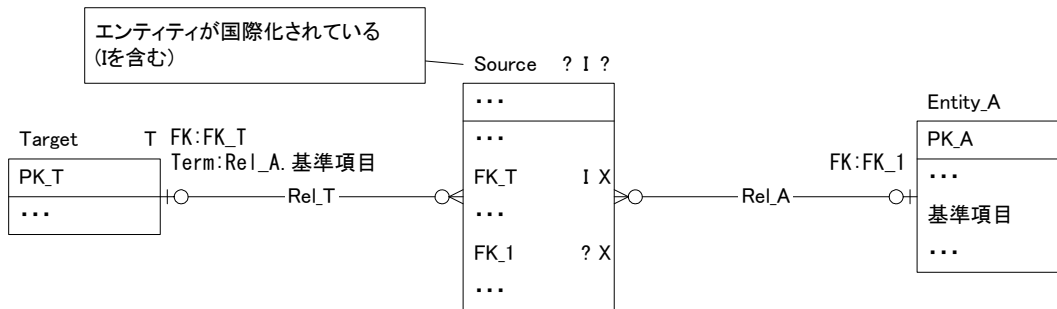 エンティティが国際化されている
(Iを含む)
Source ? I ?
・・・
・・・
FK_T I X
・・・
FK_1 ? X
・・・
Target T
PK_T
・・・
FK:FK_T
Term:Rel_A.基準項目
Rel_T
Rel_A
FK:FK_1
Entity_A
PK_A
・・・
基準項目
・・・